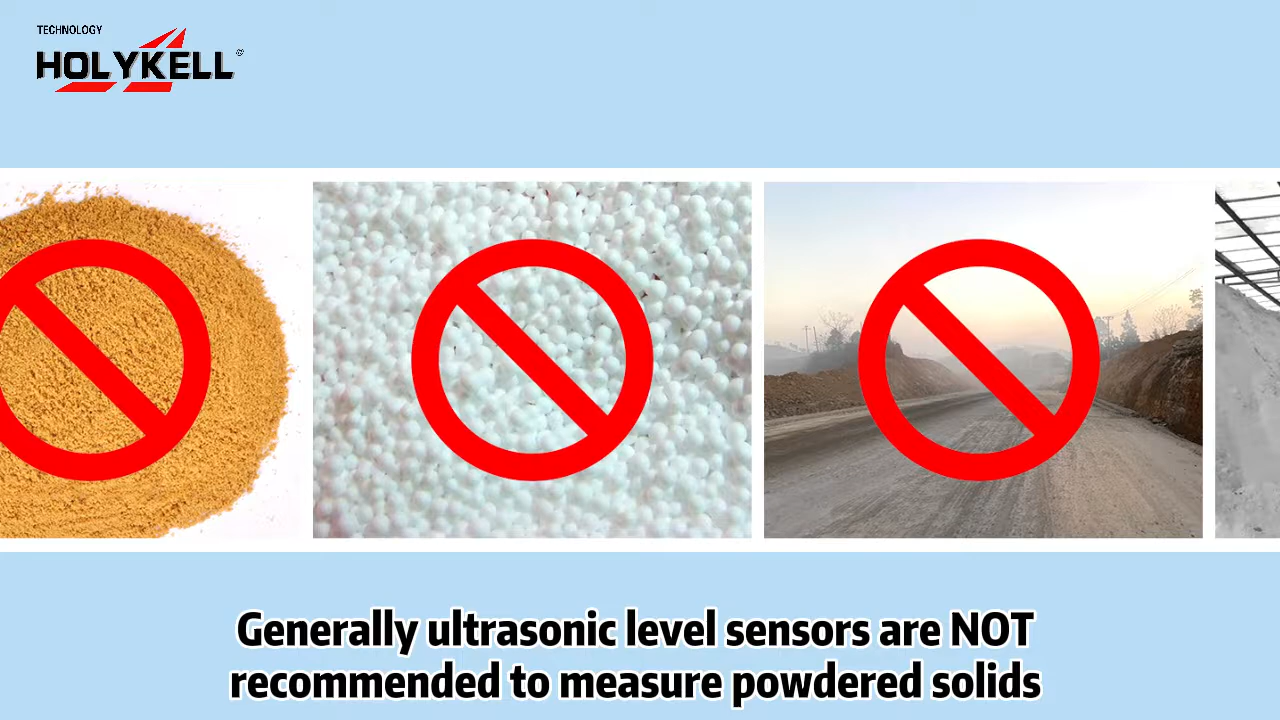 TECHNOLOGY
HOLYKELL®
Generally ultrasonic level sensors are NOT
recommended to measure powdered solids